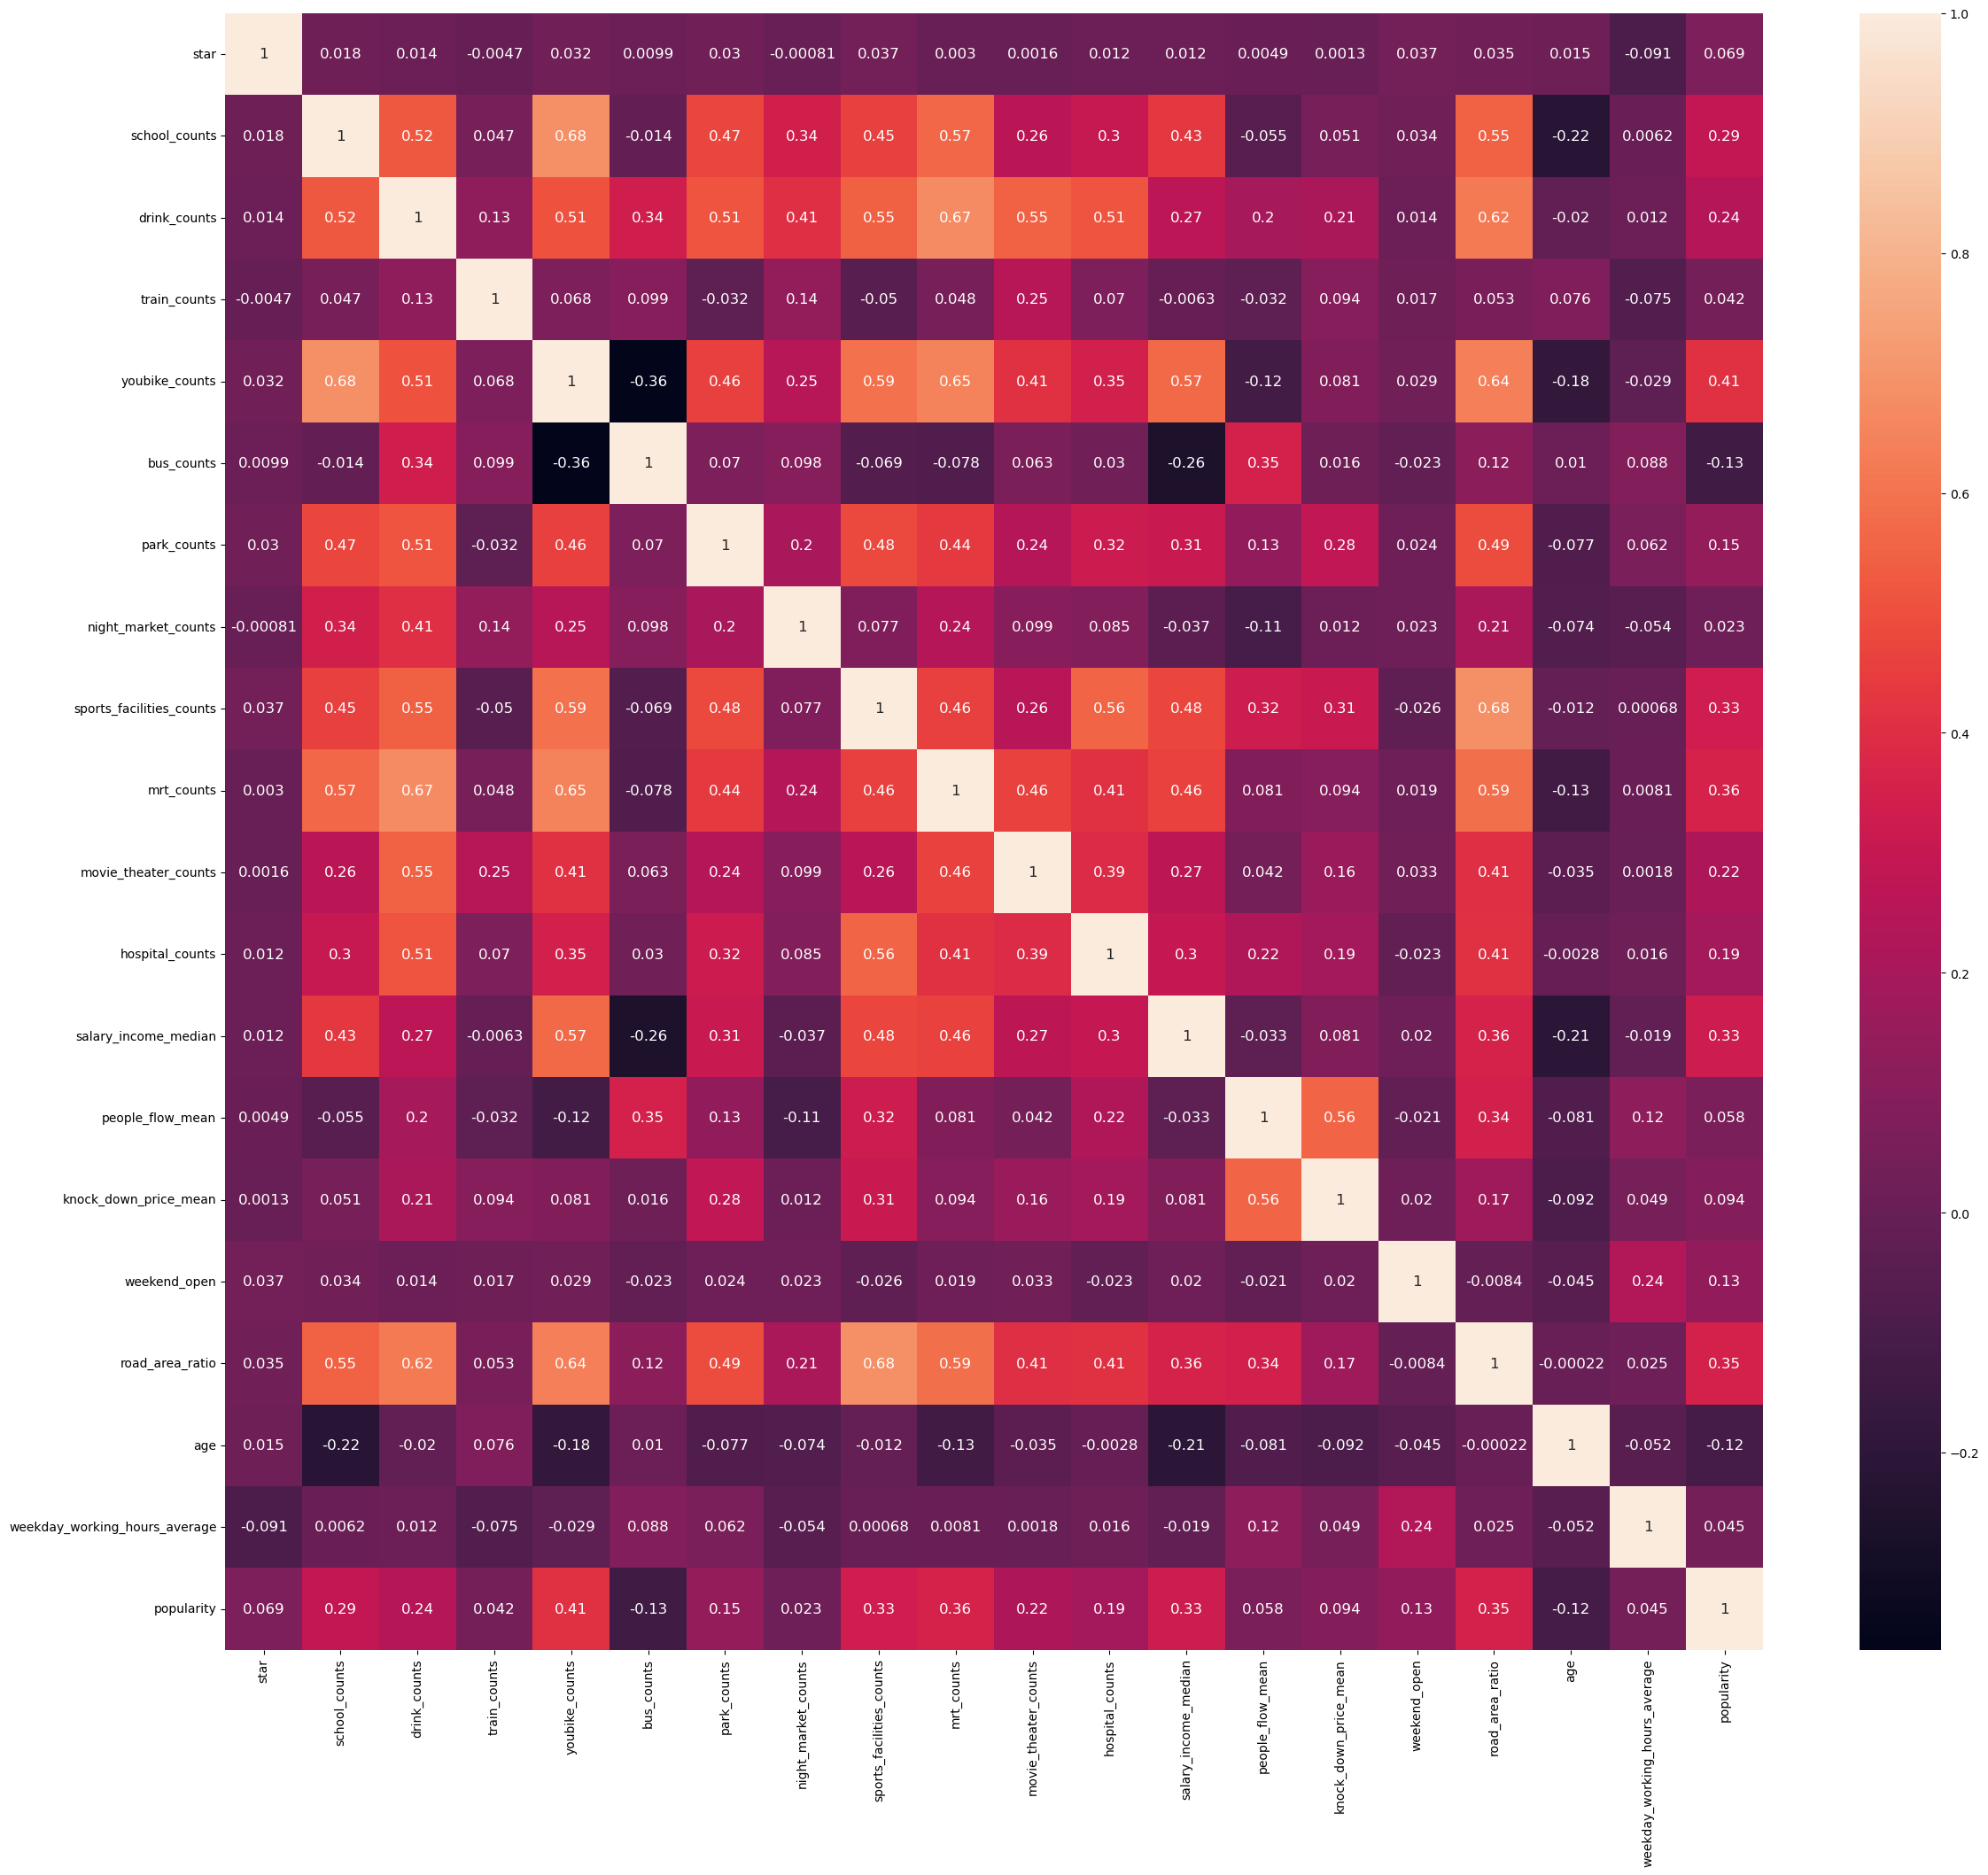 star 1 0.018 0.014 -0.0047 0.032 0.0099 0.03 -0.00081 0.037 0.003 0.0016 0.012 0.012 0.0049 0.0013 0.037 0.035 0.015 -0.091 0.069
school_counts 0.018 1 0.52 0.047 0.68 -0.014 0.47 0.34 0.45 0.57 0.26 0.3 0.43 -0.055 0.051 0.034 0.55 -0.22 0.0062 0.29
drink_counts 0.014 0.52 1 0.13 0.51 0.34 0.51 0.41 0.55 0.67 0.55 0.51 0.27 0.2 0.21 0.014 0.62 -0.02 0.012 0.24
train_counts -0.0047 0.047 0.13 1 0.068 0.099 -0.032 0.14 -0.05 0.048 0.25 0.07 -0.0063 -0.032 0.094 0.017 0.053 0.076 -0.075 0.042
youbike_counts 0.032 0.68 0.51 0.068 1 -0.36 0.46 0.25 0.59 0.65 0.41 0.35 0.57 -0.12 0.081 0.029 0.64 -0.18 -0.029 0.41
bus_counts 0.0099 -0.014 0.34 0.099 -0.36 1 0.07 0.098 -0.069 -0.078 0.063 0.03 -0.26 0.35 0.016 -0.023 0.12 0.01 0.088 -0.13
park_counts 0.03 0.47 0.51 -0.032 0.46 0.07 1 0.2 0.48 0.44 0.24 0.32 0.31 0.13 0.28 0.024 0.49 -0.077 0.062 0.15
night_market_counts -0.00081 0.34 0.41 0.14 0.25 0.098 0.2 1 0.077 0.24 0.099 0.085 -0.037 -0.11 0.012 0.023 0.21 -0.074 -0.054 0.023
sports_facilities_counts 0.037 0.45 0.55 -0.05 0.59 -0.069 0.48 0.077 1 0.46 0.26 0.56 0.48 0.32 0.31 -0.026 0.68 -0.012 0.00068 0.33
mrt_counts 0.003 0.57 0.67 0.048 0.65 -0.078 0.44 0.24 0.46 1 0.46 0.41 0.46 0.081 0.094 0.019 0.59 -0.13 0.0081 0.36
movie_theater_counts 0.0016 0.26 0.55 0.25 0.41 0.063 0.24 0.099 0.26 0.46 1 0.39 0.27 0.042 0.16 0.033 0.41 -0.035 0.0018 0.22
hospital_counts 0.012 0.3 0.51 0.07 0.35 0.03 0.32 0.085 0.56 0.41 0.39 1 0.3 0.22 0.19 -0.023 0.41 -0.0028 0.016 0.19
salary_income_median 0.012 0.43 0.27 -0.0063 0.57 -0.26 0.31 -0.037 0.48 0.46 0.27 0.3 1 -0.033 0.081 0.02 0.36 -0.21 -0.019 0.33
people_flow_mean 0.0049 -0.055 0.2 -0.032 -0.12 0.35 0.13 -0.11 0.32 0.081 0.042 0.22 -0.033 1 0.56 -0.021 0.34 -0.081 0.12 0.058
knock_down_price_mean 0.0013 0.051 0.21 0.094 0.081 0.016 0.28 0.012 0.31 0.094 0.16 0.19 0.081 0.56 1 0.02 0.17 -0.092 0.049 0.094
weekend_open 0.037 0.034 0.014 0.017 0.029 -0.023 0.024 0.023 -0.026 0.019 0.033 -0.023 0.02 -0.021 0.02 1 -0.0084 -0.045 0.24 0.13
road_area_ratio 0.035 0.55 0.62 0.053 0.64 0.12 0.49 0.21 0.68 0.59 0.41 0.41 0.36 0.34 0.17 -0.0084 1 -0.00022 0.025 0.35
age 0.015 -0.22 -0.02 0.076 -0.18 0.01 -0.077 -0.074 -0.012 -0.13 -0.035 -0.0028 -0.21 -0.081 -0.092 -0.045 -0.00022 1 -0.052 -0.12
weekday_working_hours_average -0.091 0.0062 0.012 -0.075 -0.029 0.088 0.062 -0.054 0.00068 0.0081 0.0018 0.016 -0.019 0.12 0.049 0.24 0.025 -0.052 1 0.045
popularity 0.069 0.29 0.24 0.042 0.41 -0.13 0.15 0.023 0.33 0.36 0.22 0.19 0.33 0.058 0.094 0.13 0.35 -0.12 0.045 1
star
school_counts
drink_counts
train_counts
youbike_counts
bus_counts
park_counts
night_market_counts
sports_facilities_counts
mrt_counts
movie_theater_counts
hospital_counts
salary_income_median
people_flow_mean
knock_down_price_mean
weekend_open
road_area_ratio
age
weekday_working_hours_average
popularity
1.0
0.8
0.6
0.4
0.2
0.0
−0.2